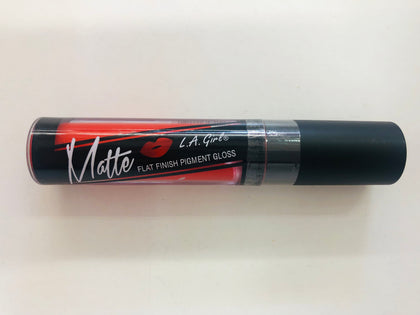 Matte
L.A. Girl®
FLAT FINISH PIGMENT GLOSS